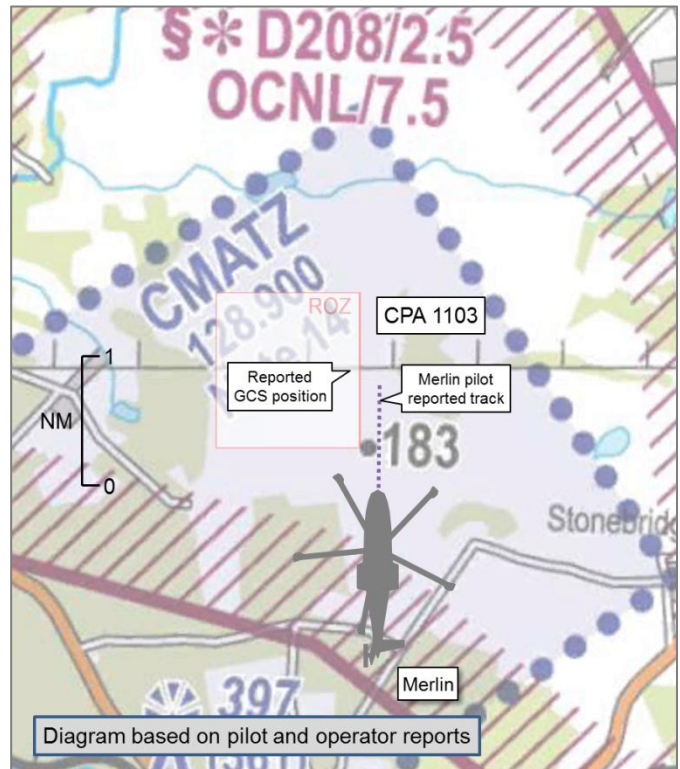 § * D208/2.5
OCNL/7.5
CMATZ
128.900
ROZ
CPA 1103
1
Reported
GCS position
Merlin pilot
reported track
NM
0
183
Merlin
397
Diagram based on pilot and operator reports